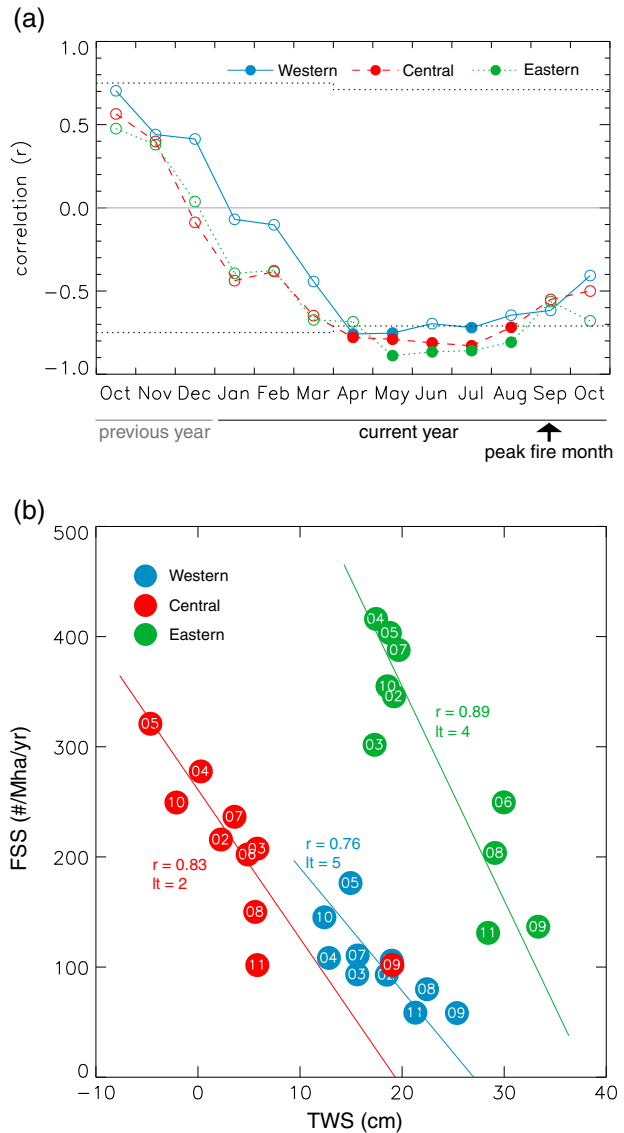 (a)
1.0
Western Central Eastern
0.5
0.0
−0.5
−1.0
correlation (r)
Oct Nov Dec Jan Feb Mar Apr May Jun Jul Aug Sep Oct
previous year current year
peak fire month
(b)
500
400
300
200
100
0
FSS (#/Mha/yr)
Western
Central
Eastern
04
05
07
10
02
03
r = 0.89
lt = 4
06
08
11
09
05
04
10
07
02
03
06
08
11
r = 0.83
lt = 2
r = 0.76
lt = 5
05
10
04
07
03
02
09
08
11
09
−10 0 10 20 30 40
TWS (cm)